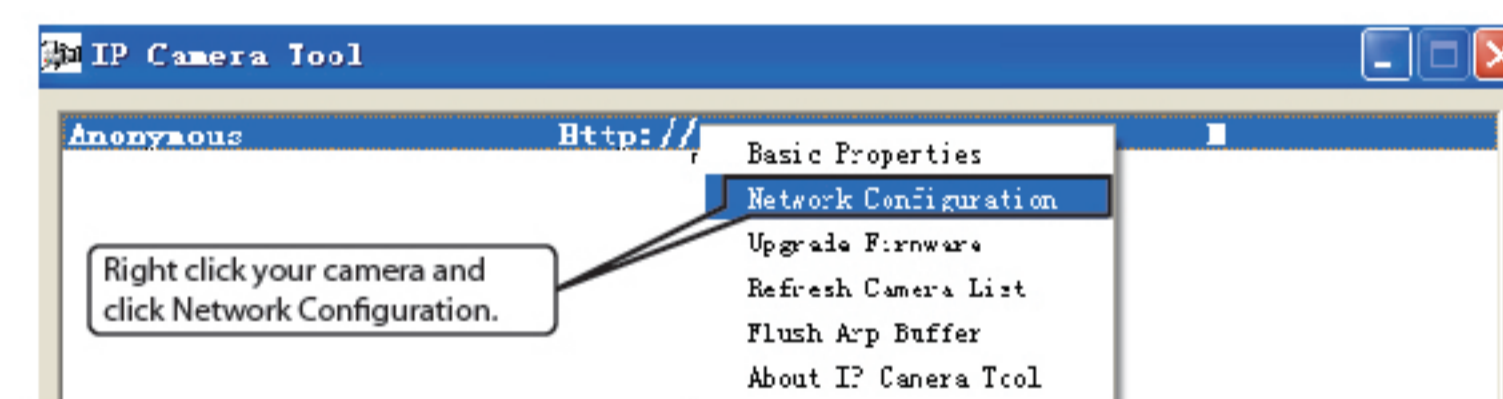 IP Camera Tool
Anonymous Http://
Basic Properties
Network Configuration
Upgrade Firmware
Right click your camera and
click Network Configuration.
Refresh Camera List
Flush Arp Buffer
About IP Camera Tool